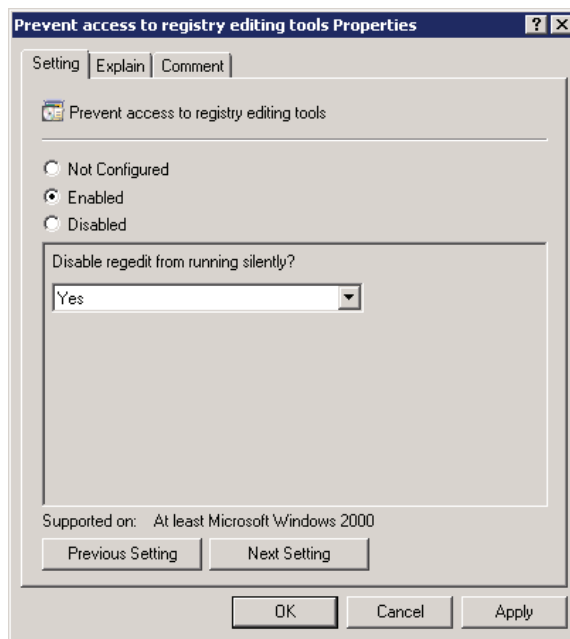 Prevent access to registry editing tools Properties
Setting Explain Comment
Prevent access to registry editing tools
Not Configured
Enabled
Disabled
Disable regedit from running silently?
Yes
Supported on: At least Microsoft Windows 2000
Previous Setting Next Setting
OK Cancel Apply